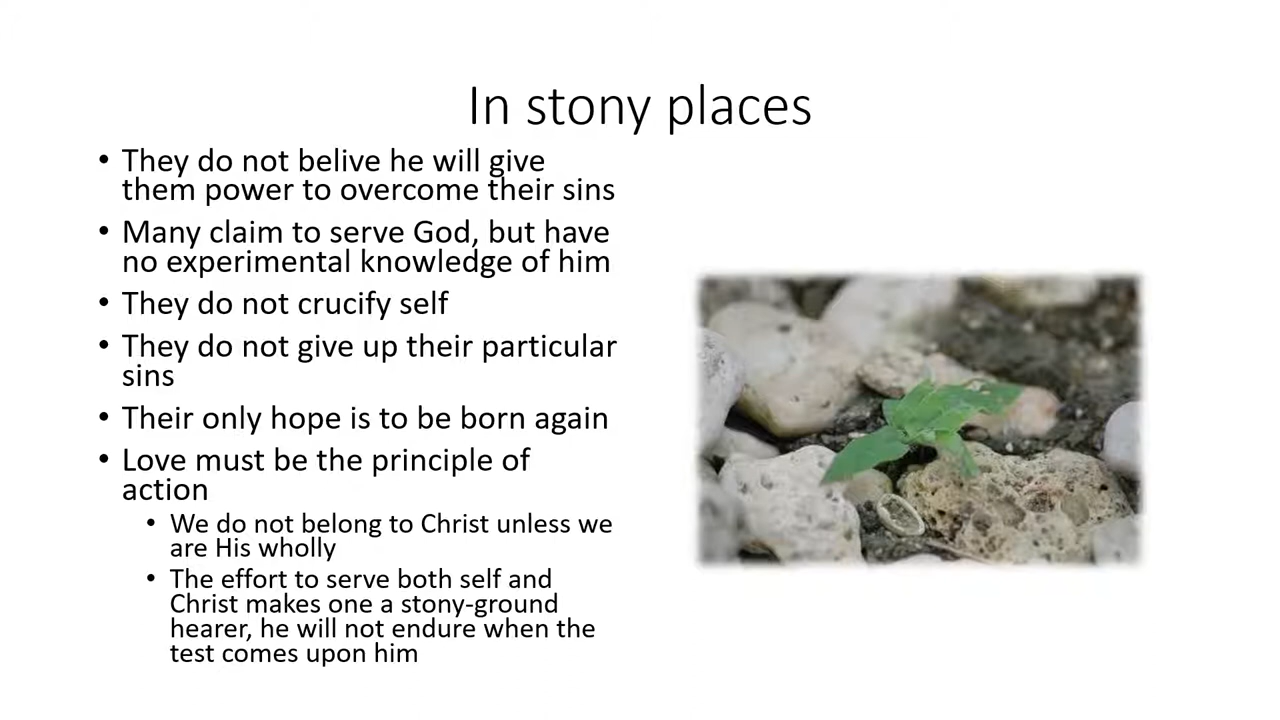 In stony places
• They do not belive he will give
them power to overcome their sins
• Many claim to serve God, but have
no experimental knowledge of him
• They do not crucify self
• They do not give up their particular
sins
• Their only hope is to be born again
• Love must be the principle of
action
• We do not belong to Christ unless we
are His wholly
• The effort to serve both self and
Christ makes one a stony-ground
hearer, he will not endure when the
test comes upon him